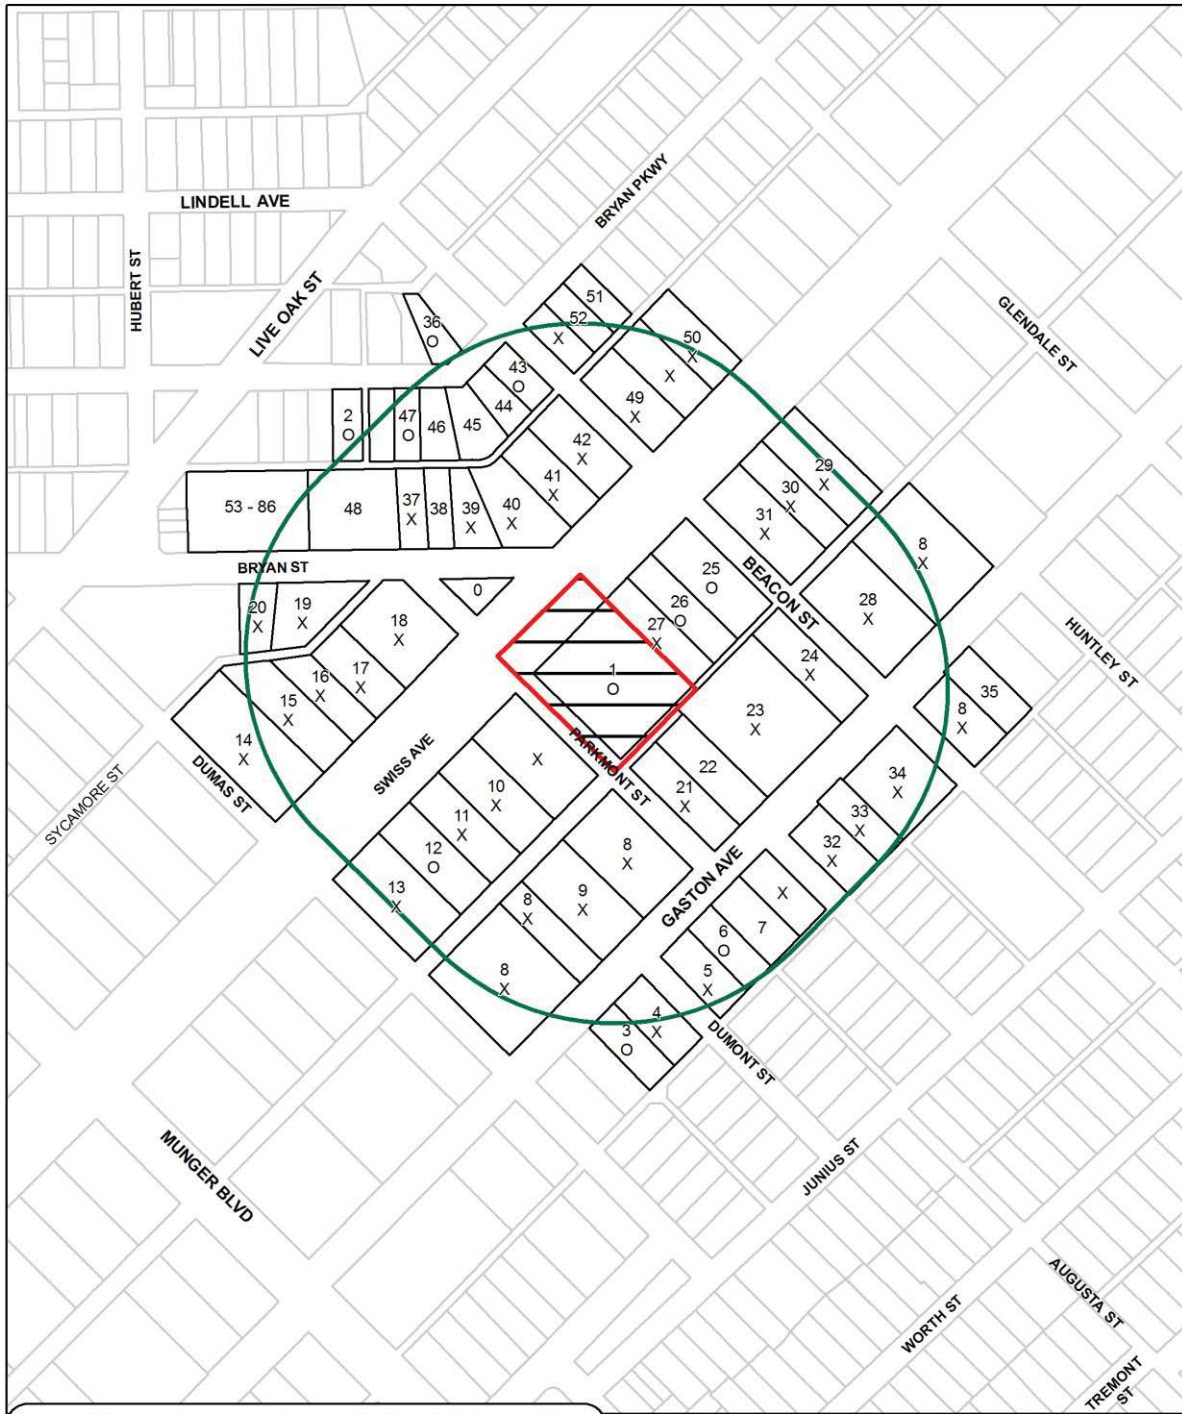 BRYAN PKWY
LINDELL AVE
HUBERT ST
LIVE OAK ST
GLENDALE ST
51
52
X
36
O
50
X
X
43
O
49
X
44
2
O
47
O
46
45
42
X
41
X
29
X
30
X
31
X
53 - 86
48
37
X
38
39
X
40
X
8
X
BRYAN ST
BEACON ST
25
O
26
O
27
X
0
28
X
20
X
19
X
18
X
HUNTLEY ST
24
X
17
X
16
X
15
X
14
X
1
O
23
X
35
8
X
SWISS AVE
PARKMONT ST
DUMAS ST
SYCAMORE ST
X
10
X
11
X
12
O
13
X
22
21
X
34
X
33
X
32
X
8
X
9
X
8
X
8
X
GASTON AVE
X
7
6
O
5
X
4
X
3
O
DUMONT ST
MUNGER BLVD
JUNIUS ST
AUGUSTA ST
WORTH ST
TREMONT
ST